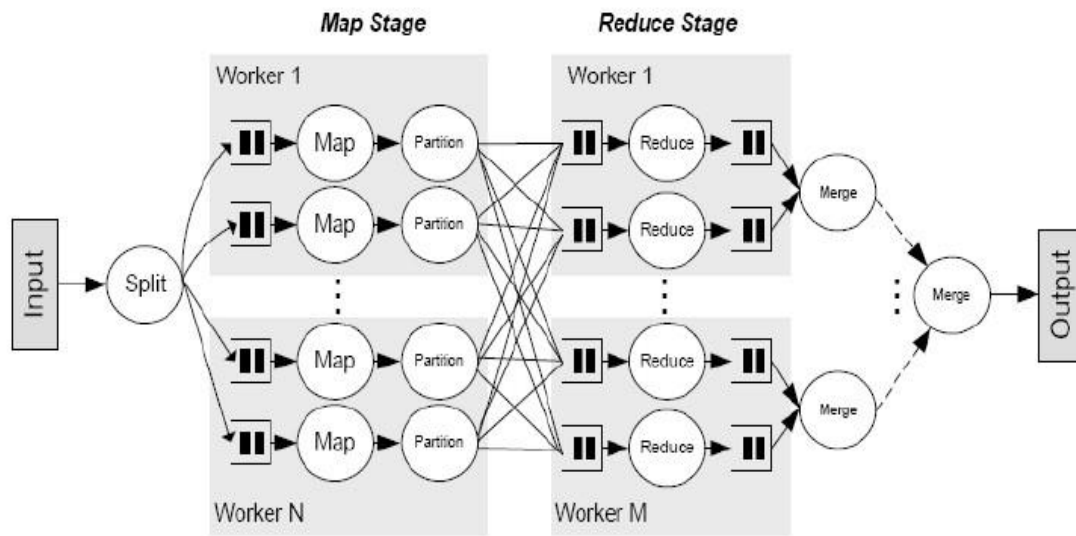 Map Stage
Reduce Stage
Worker 1
Worker 1
Map
Partition
Reduce
Map
Partition
Reduce
Merge
Input
Split
Merge
Output
Map
Partition
Reduce
Map
Partition
Reduce
Merge
Worker N
Worker M